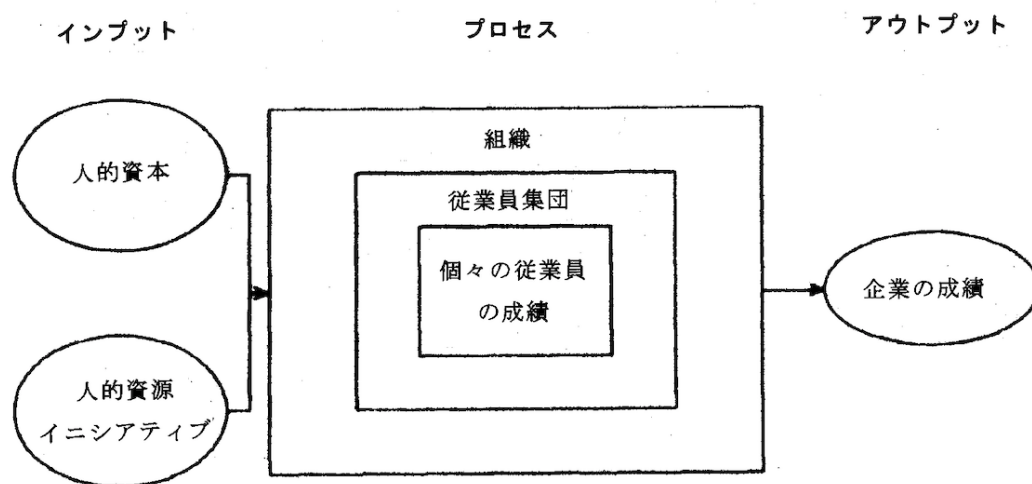 インプット
プロセス
アウトプット
人的資本
組織
従業員集団
個々の従業員
の成績
企業の成績
人的資源
イニシアティブ